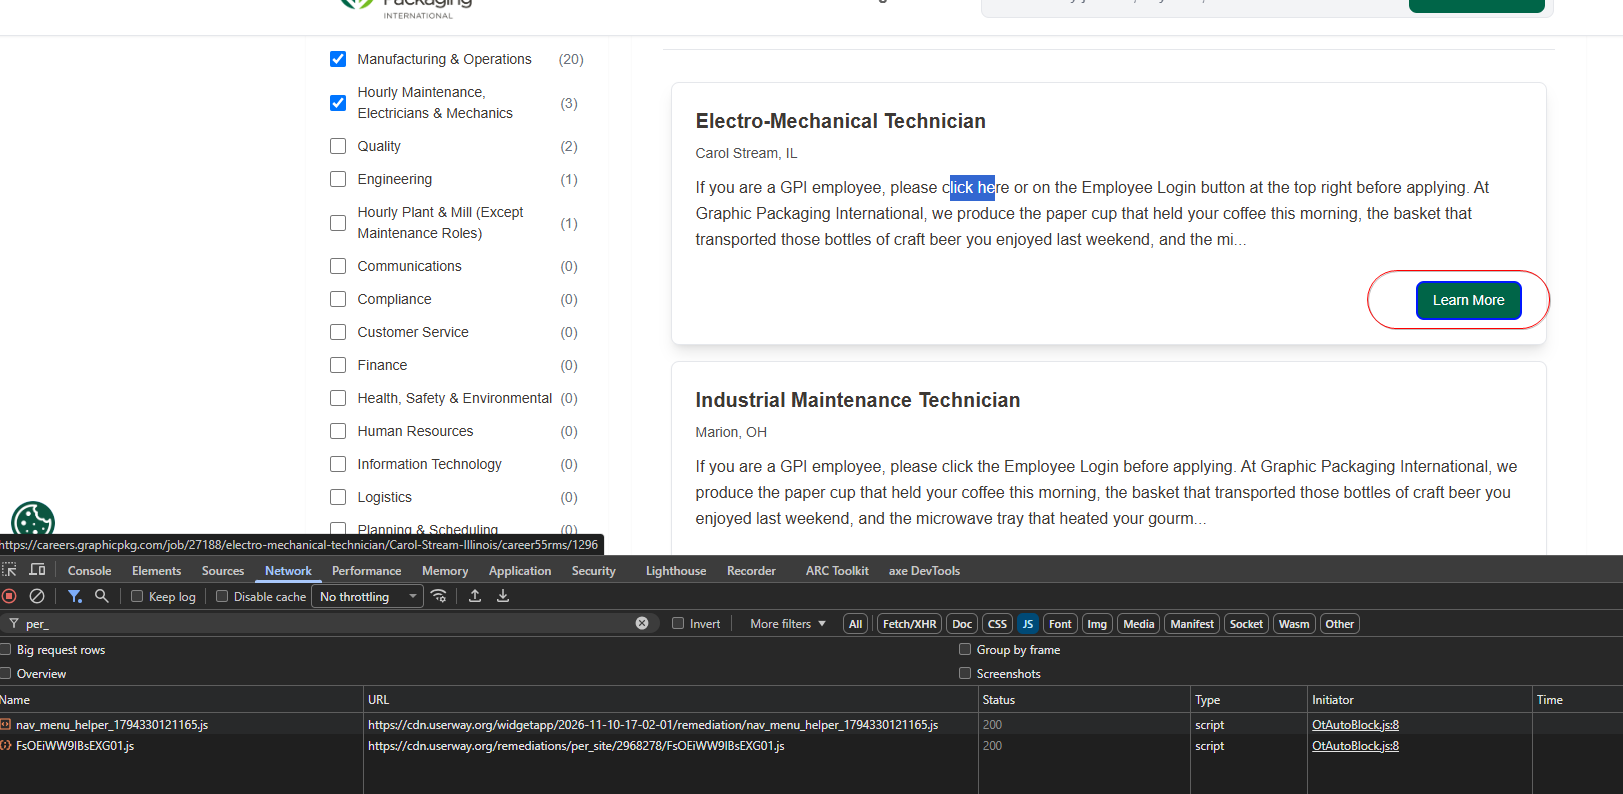 Packaging
INTERNATIONAL
Manufacturing & Operations (20)
Hourly Maintenance,
Electricians & Mechanics (3)
Quality (2)
Engineering (1)
Hourly Plant & Mill (Except
Maintenance Roles) (1)
Communications (0)
Compliance (0)
Customer Service (0)
Finance (0)
Health, Safety & Environmental (0)
Human Resources (0)
Information Technology (0)
Logistics (0)
Planning & Scheduling (0)
Electro-Mechanical Technician
Carol Stream, IL
If you are a GPI employee, please click here or on the Employee Login button at the top right before applying. At
Graphic Packaging International, we produce the paper cup that held your coffee this morning, the basket that
transported those bottles of craft beer you enjoyed last weekend, and the mi...
Learn More
Industrial Maintenance Technician
Marion, OH
If you are a GPI employee, please click the Employee Login before applying. At Graphic Packaging International, we
produce the paper cup that held your coffee this morning, the basket that transported those bottles of craft beer you
enjoyed last weekend, and the microwave tray that heated your gourm...
https://careers.graphicpkg.com/job/27188/electro-mechanical-technician/Carol-Stream-Illinois/career55rms/1296
Console Elements Sources Network Performance Memory Application Security Lighthouse Recorder ARC Toolkit axe DevTools
Keep log Disable cache No throttling
per_ Invert More filters All Fetch/XHR Doc CSS JS Font Img Media Manifest Socket Wasm Other
Big request rows Group by frame
Overview Screenshots
Name URL Status Type Initiator Time
nav_menu_helper_1794330121165.js https://cdn.userway.org/widgetapp/2026-11-10-17-02-01/remediation/nav_menu_helper_1794330121165.js 200 script OtAutoBlock.js:8
FsOEiWW9lBsEXG01.js https://cdn.userway.org/remediations/per_site/2968278/FsOEiWW9lBsEXG01.js 200 script OtAutoBlock.js:8